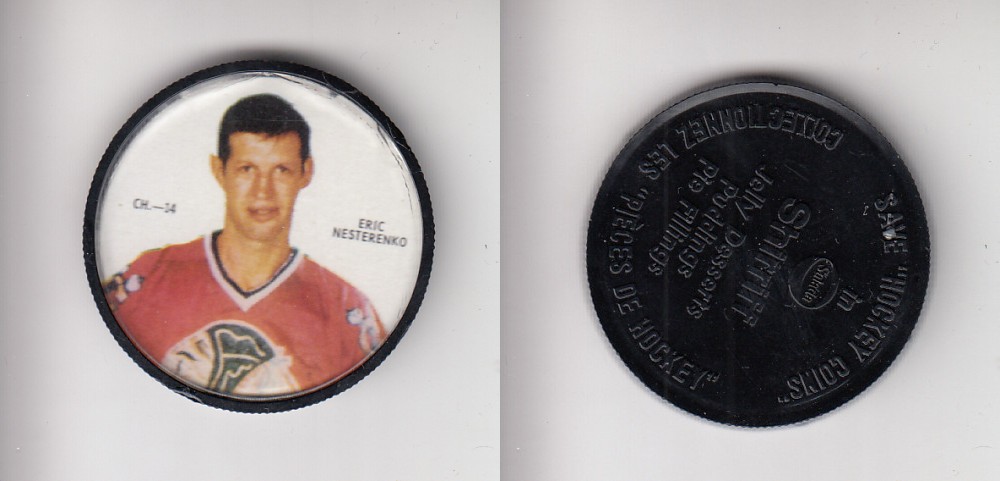 CH.—14
ERIC
NESTERENKO
SAVE "HOCKEY COINS"
in
Salada
Shirriff
Jelly Desserts
Puddings
Pie Fillings
COLLECTIONNEZ LES "PIÈCES DE HOCKEY"